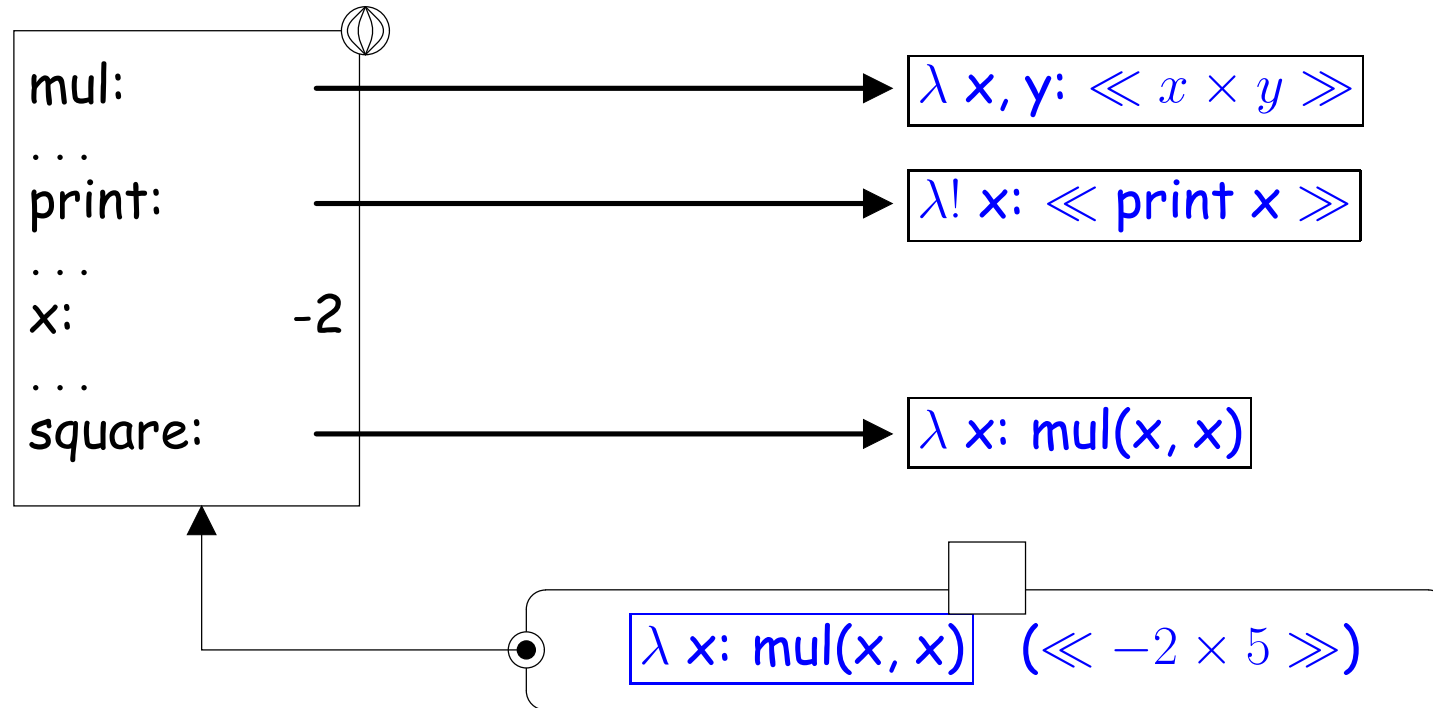 mul: λ x, y: ≪ x × y ≫
. . .
print: λ! x: ≪ print x ≫
. . .
x: -2
. . .
square: λ x: mul(x, x)
λ x: mul(x, x) (≪ −2 × 5 ≫)